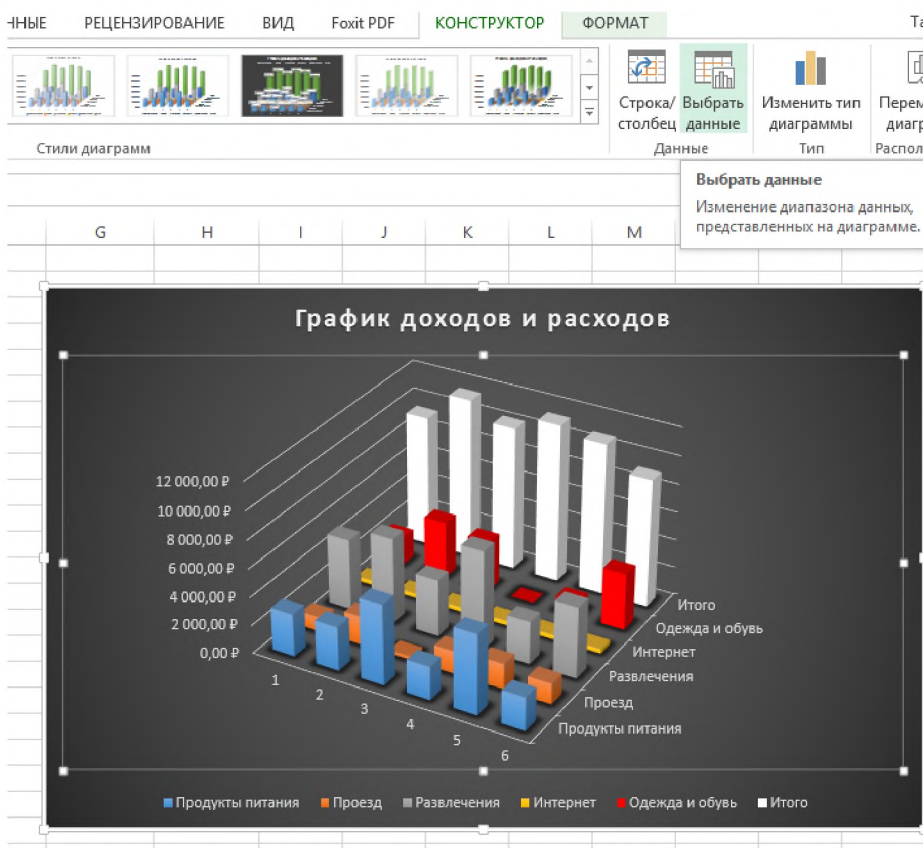 ННЫЕ РЕЦЕНЗИРОВАНИЕ ВИД Foxit PDF КОНСТРУКТОР ФОРМАТ Та
Строка/ столбец
Выбрать данные
Изменить тип диаграммы
Перем диагр
Стили диаграмм Данные Тип Распол
Выбрать данные
Изменение диапазона данных,
представленных на диаграмме.
G H I J K L M
График доходов и расходов
12 000,00 ₽
10 000,00 ₽
8 000,00 ₽
6 000,00 ₽
4 000,00 ₽
2 000,00 ₽
0,00 ₽
1
2
3
4
5
6
Итого
Одежда и обувь
Интернет
Развлечения
Проезд
Продукты питания
Продукты питания Проезд Развлечения Интернет Одежда и обувь Итого